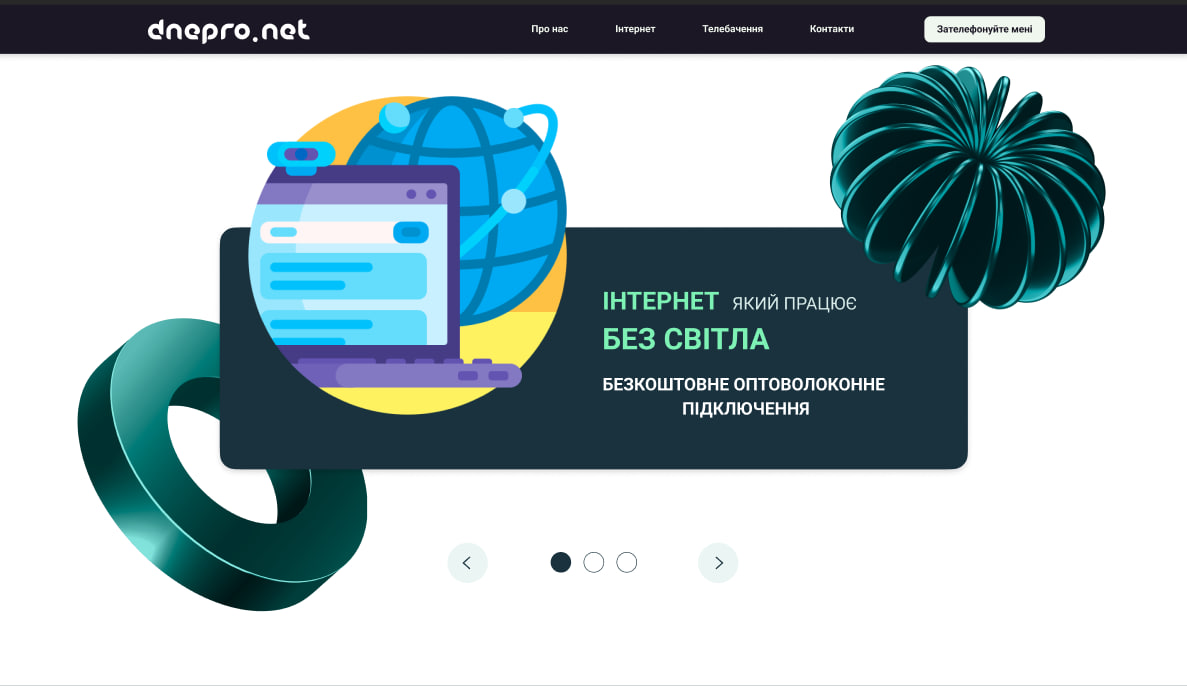 dnepro.net
Про нас
Інтернет
Телебачення
Контакти
Зателефонуйте мені
ІНТЕРНЕТ ЯКИЙ ПРАЦЮЄ
БЕЗ СВІТЛА
БЕЗКОШТОВНЕ ОПТОВОЛОКОННЕ
ПІДКЛЮЧЕННЯ